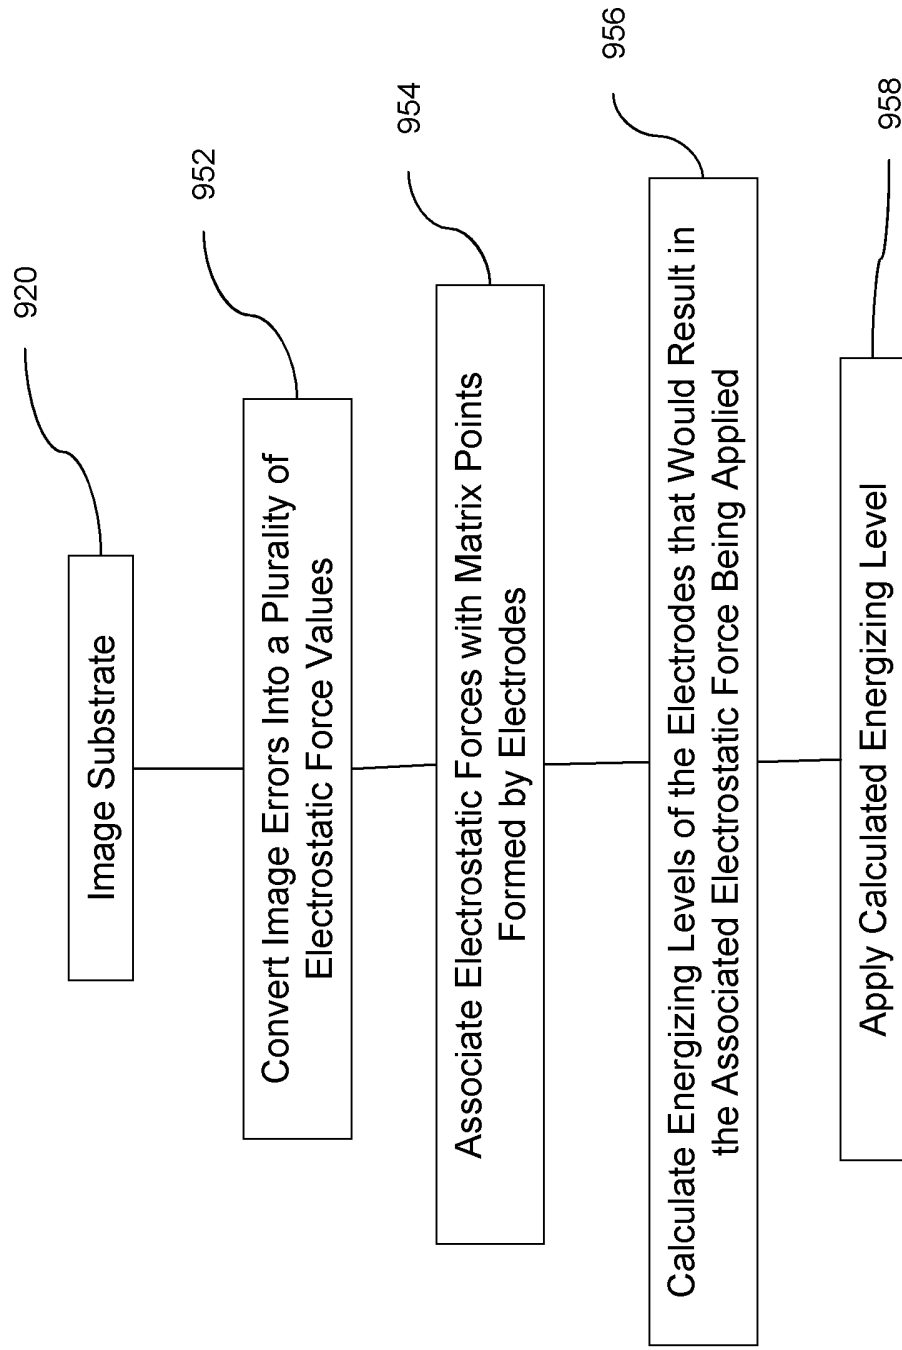 Image Substrate
920
Convert Image Errors Into a Plurality of
Electrostatic Force Values
952
Associate Electrostatic Forces with Matrix Points
Formed by Electrodes
954
Calculate Energizing Levels of the Electrodes that Would Result in
the Associated Electrostatic Force Being Applied
956
Apply Calculated Energizing Level
958